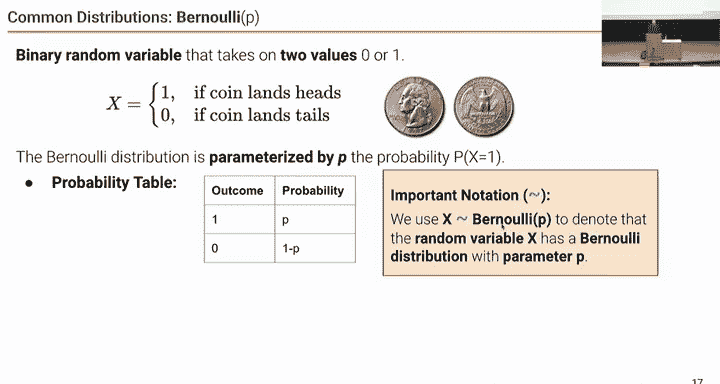 Common Distributions: Bernoulli(p)
Binary random variable that takes on two values 0 or 1.
X = { 1, if coin lands heads
0, if coin lands tails
The Bernoulli distribution is parameterized by p the probability P(X=1).
● Probability Table:
Outcome Probability
1 p
0 1-p
Important Notation (~):
We use X ~ Bernoulli(p) to denote that
the random variable X has a Bernoulli
distribution with parameter p.
17